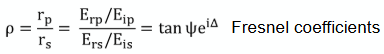 ρ = r_p / r_s = (E_rp/E_ip) / (E_rs/E_is) = tan ψe^{iΔ} Fresnel coefficients